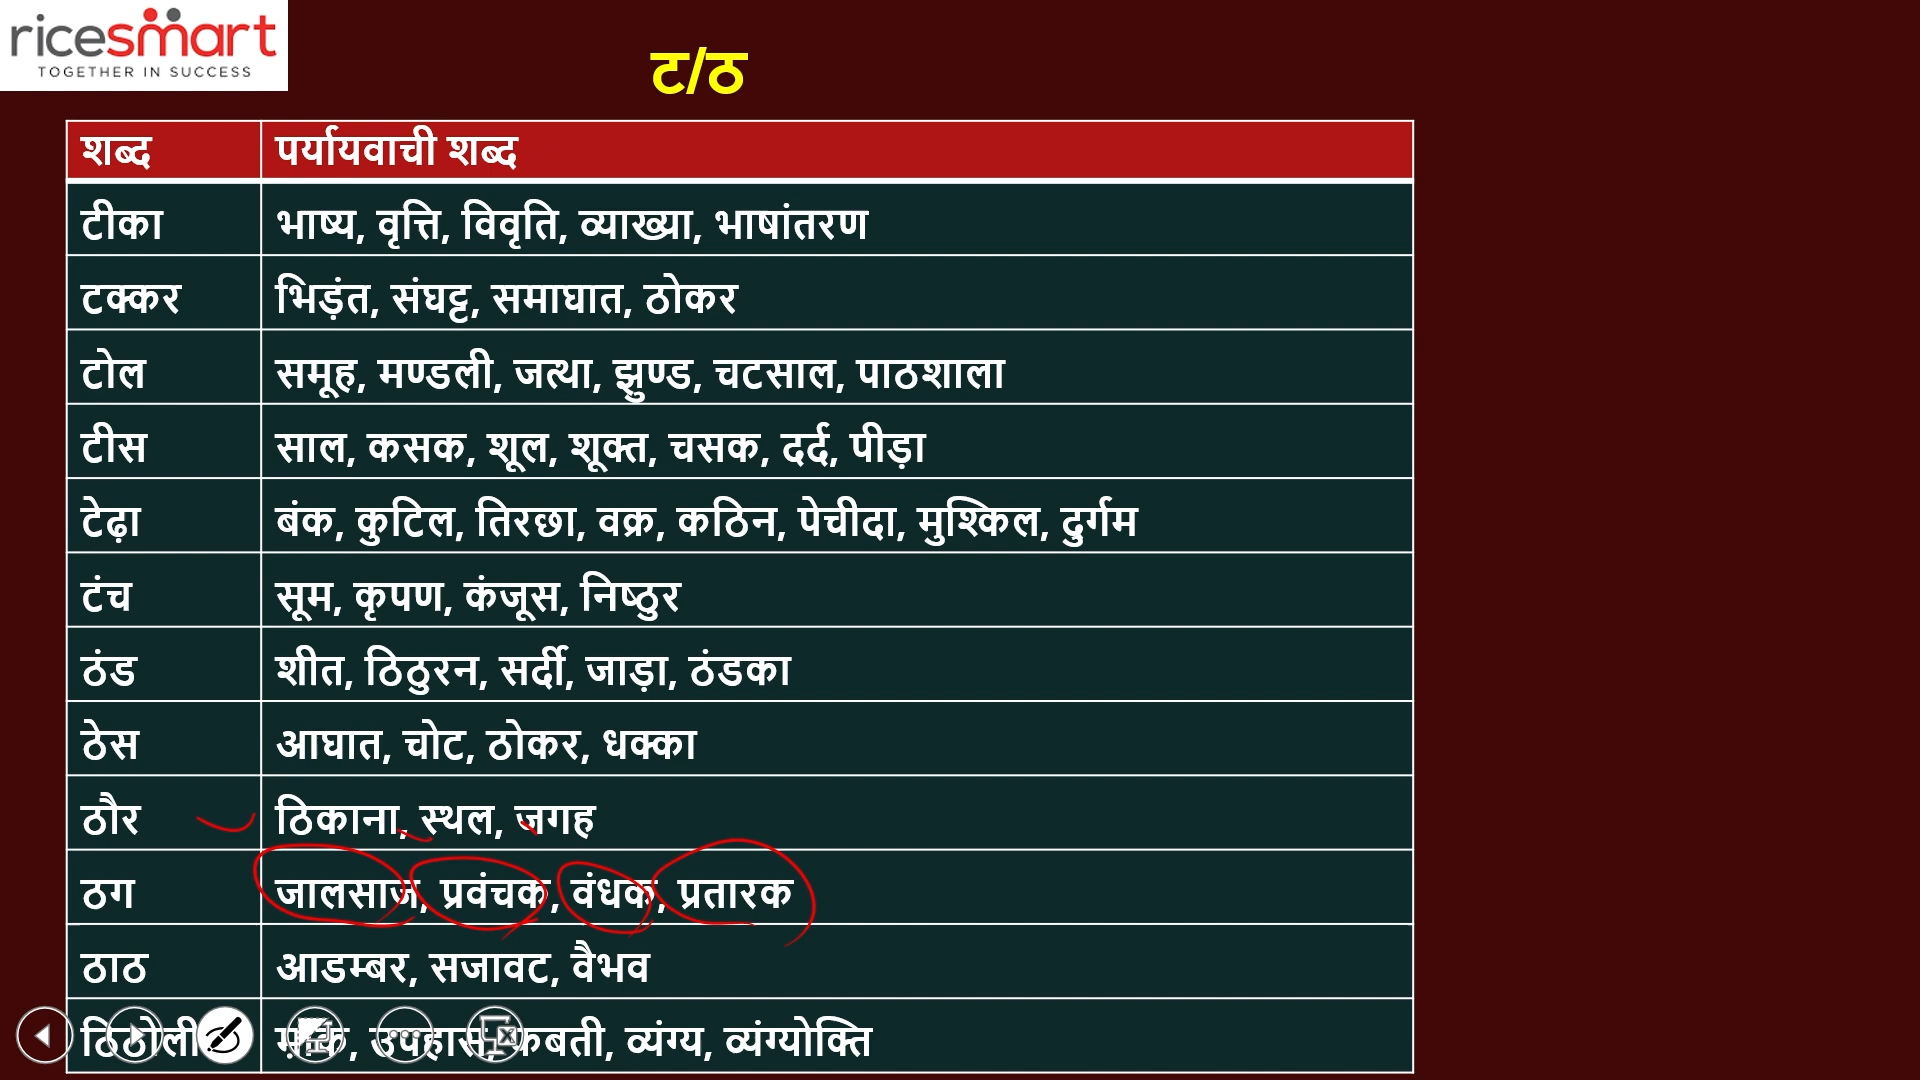 ricesmart
TOGETHER IN SUCCESS
ट/ठ
शब्द पर्यायवाची शब्द
टीका भाष्य, वृत्ति, विवृति, व्याख्या, भाषांतरण
टक्कर भिड़ंत, संघट्ट, समाघात, ठोकर
टोल समूह, मण्डली, जत्था, झुण्ड, चटसाल, पाठशाला
टीस साल, कसक, शूल, शूक्त, चसक, दर्द, पीड़ा
टेढ़ा बंक, कुटिल, तिरछा, वक्र, कठिन, पेचीदा, मुश्किल, दुर्गम
टंच सूम, कृपण, कंजूस, निष्ठुर
ठंड शीत, ठिठुरन, सर्दी, जाड़ा, ठंडका
ठेस आघात, चोट, ठोकर, धक्का
ठौर ठिकाना, स्थल, जगह
ठग जालसाज, प्रवंचक, वंधक, प्रतारक
ठाठ आडम्बर, सजावट, वैभव
ठिठोली उपहास, फबती, व्यंग्य, व्यंग्योक्ति